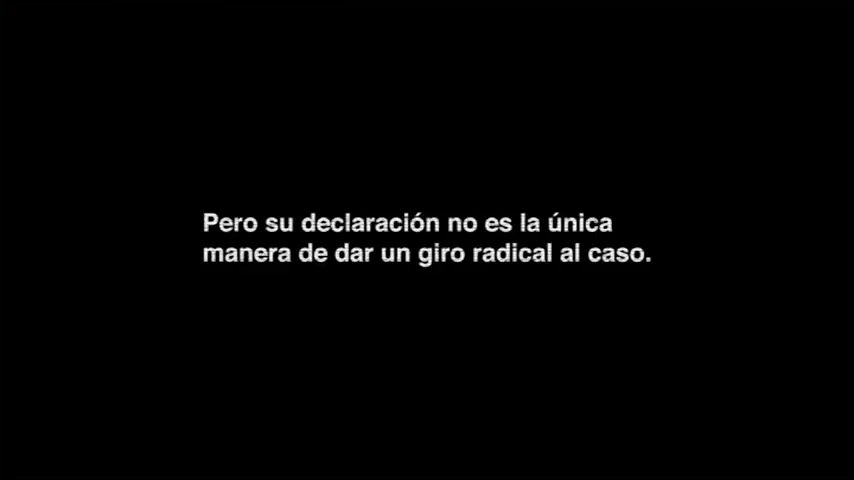 Pero su declaración no es la única
manera de dar un giro radical al caso.